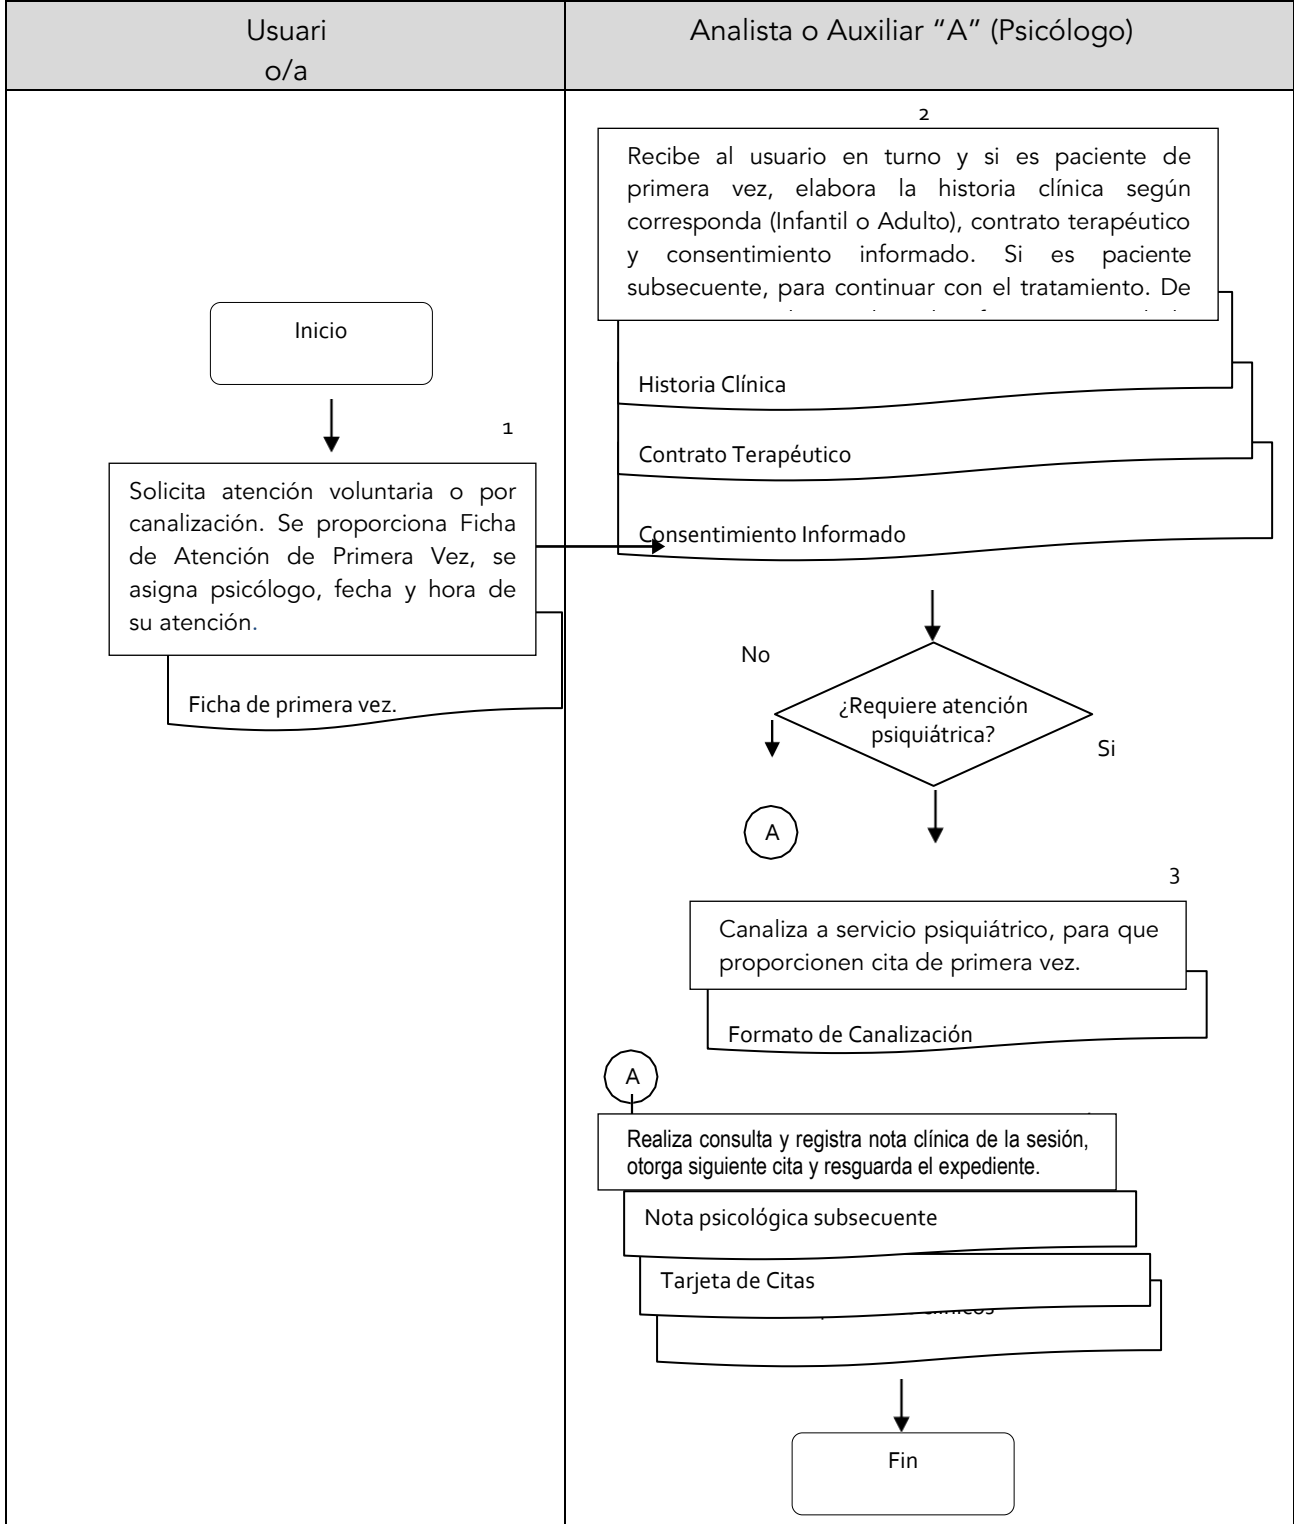 Usuari
o/a
Analista o Auxiliar “A” (Psicólogo)
Inicio
1
Solicita atención voluntaria o por
canalización. Se proporciona Ficha
de Atención de Primera Vez, se
asigna psicólogo, fecha y hora de
su atención.
Ficha de primera vez.
2
Recibe al usuario en turno y si es paciente de
primera vez, elabora la historia clínica según
corresponda (Infantil o Adulto), contrato terapéutico
y consentimiento informado. Si es paciente
subsecuente, para continuar con el tratamiento. De
Historia Clínica
Contrato Terapéutico
Consentimiento Informado
No
¿Requiere atención
psiquiátrica?
Si
A
3
Canaliza a servicio psiquiátrico, para que
proporcionen cita de primera vez.
Formato de Canalización
A
Realiza consulta y registra nota clínica de la sesión,
otorga siguiente cita y resguarda el expediente.
Nota psicológica subsecuente
Tarjeta de Citas
Fin